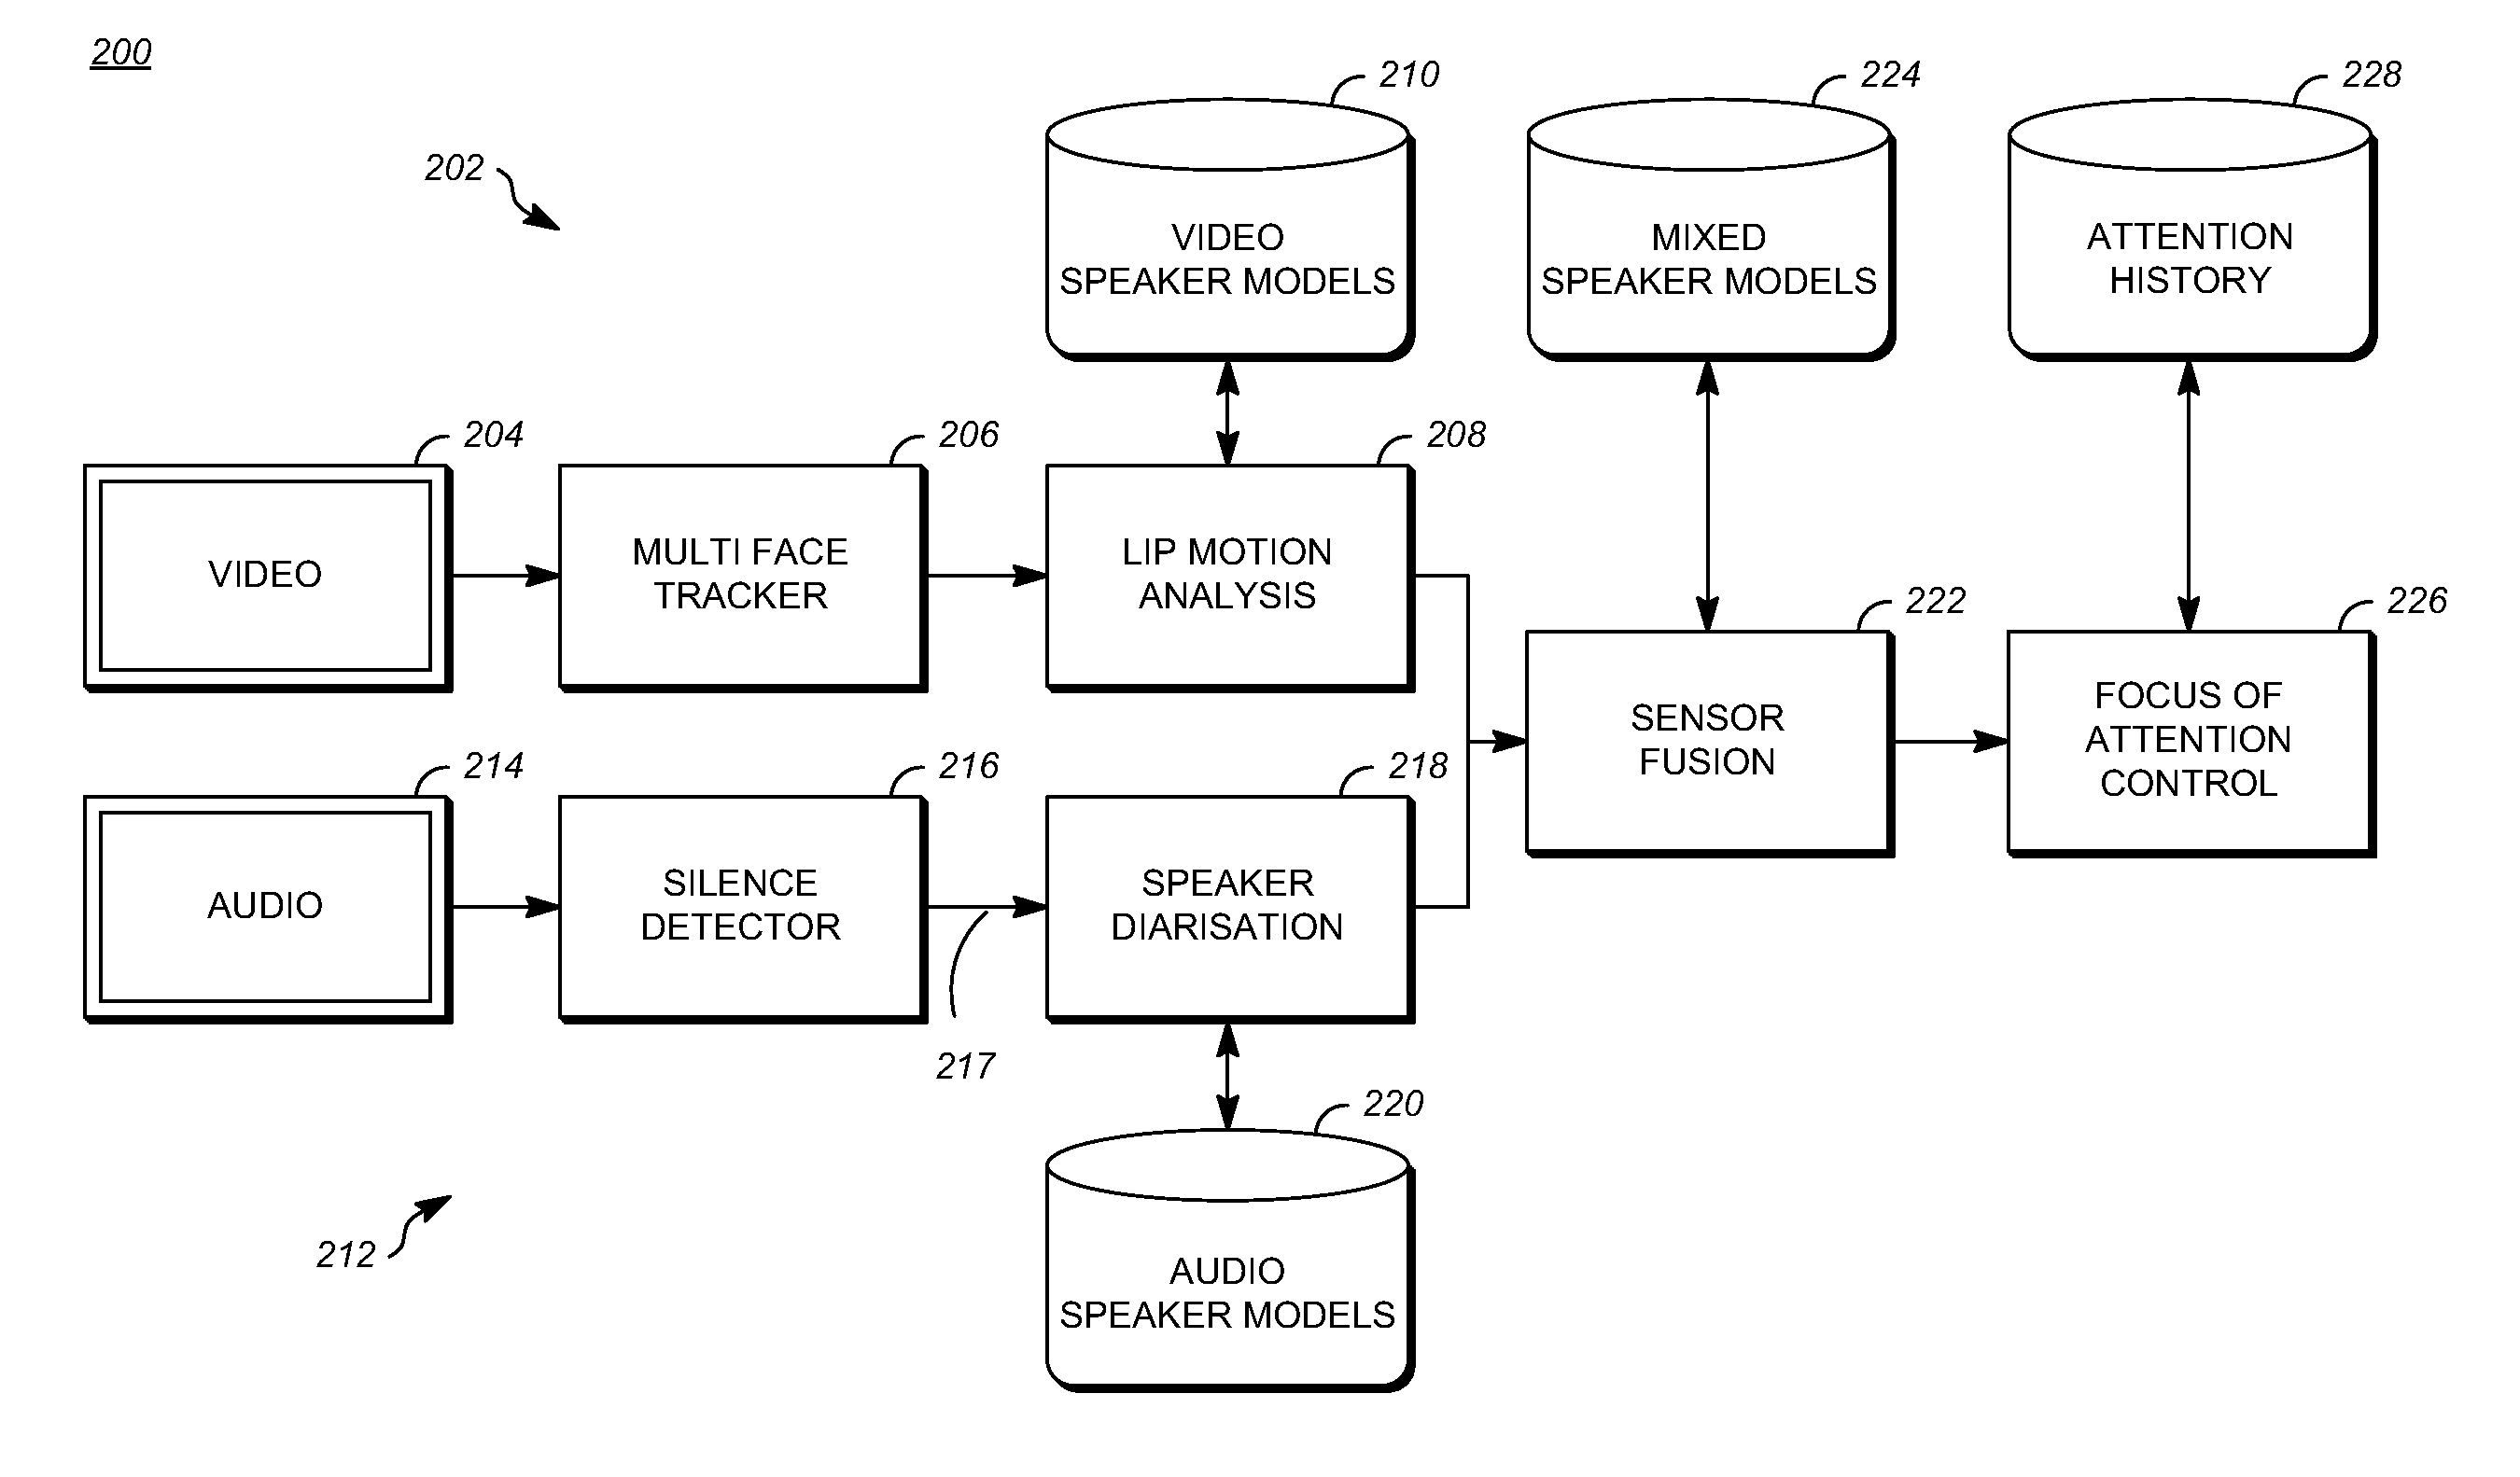 200
202
210
VIDEO
SPEAKER MODELS
224
MIXED
SPEAKER MODELS
228
ATTENTION
HISTORY
204
VIDEO
206
MULTI FACE
TRACKER
208
LIP MOTION
ANALYSIS
222
SENSOR
FUSION
226
FOCUS OF
ATTENTION
CONTROL
214
AUDIO
216
SILENCE
DETECTOR
217
218
SPEAKER
DIARISATION
220
AUDIO
SPEAKER MODELS
212